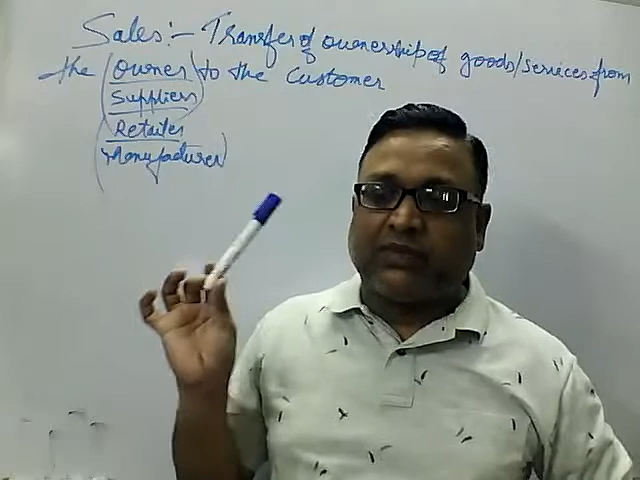 Sales:- Transfer of ownership of goods/services from
the (owner) to the Customer
Suppliers
Retailer
Manufacturer